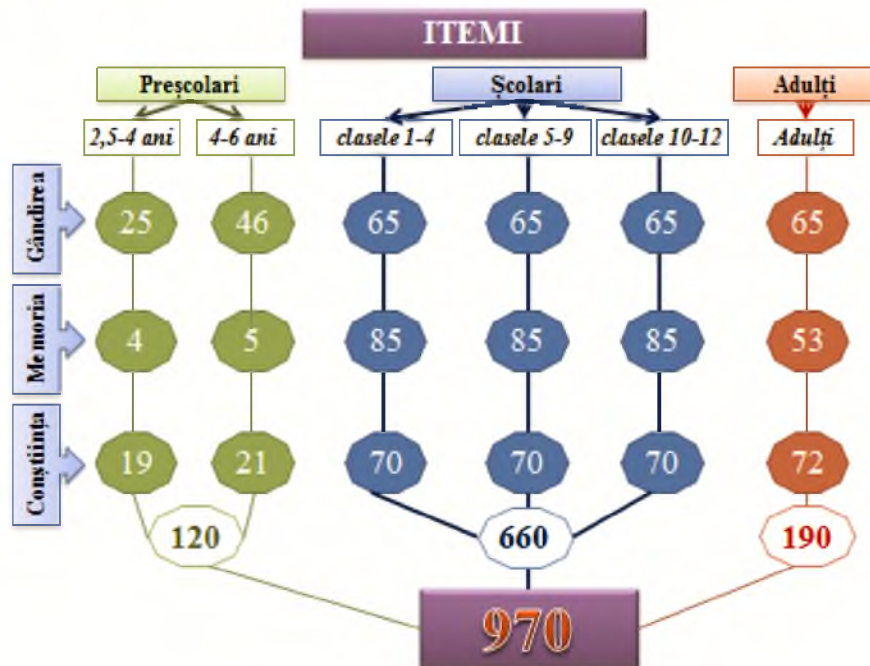 ITEMI
Preșcolari
Școlari
Adulți
2,5-4 ani
4-6 ani
clasele 1-4
clasele 5-9
clasele 10-12
Adulți
Gândirea
25
46
65
65
65
65
Memoria
4
5
85
85
85
53
Conștiința
19
21
70
70
70
72
120
660
190
970